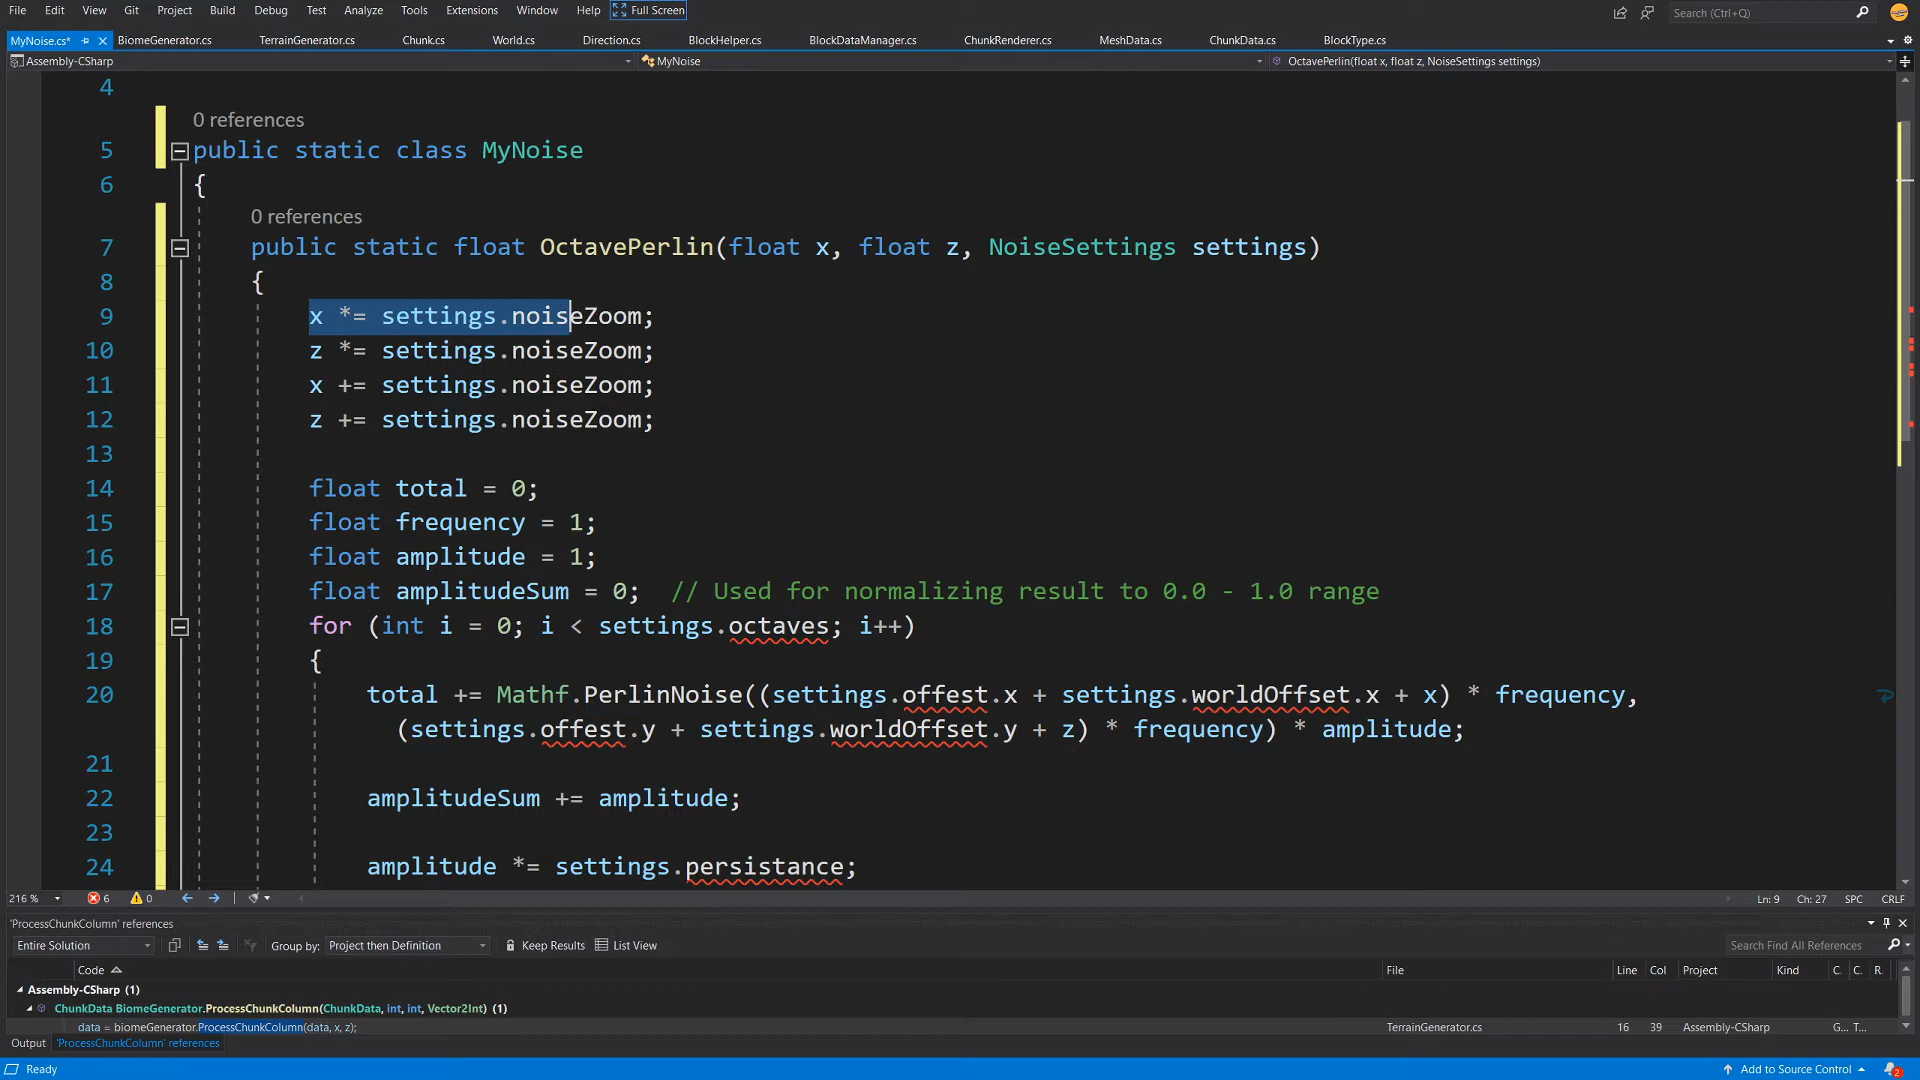 File Edit View Git Project Build Debug Test Analyze Tools Extensions Window Help Full Screen Search (Ctrl+Q)
MyNoise.cs* BiomeGenerator.cs TerrainGenerator.cs Chunk.cs World.cs Direction.cs BlockHelper.cs BlockDataManager.cs ChunkRenderer.cs MeshData.cs ChunkData.cs BlockType.cs
Assembly-CSharp MyNoise OctavePerlin(float x, float z, NoiseSettings settings)
4
0 references
5 public static class MyNoise
6 {
0 references
7 public static float OctavePerlin(float x, float z, NoiseSettings settings)
8 {
9 x *= settings.noiseZoom;
10 z *= settings.noiseZoom;
11 x += settings.noiseZoom;
12 z += settings.noiseZoom;
13
14 float total = 0;
15 float frequency = 1;
16 float amplitude = 1;
17 float amplitudeSum = 0; // Used for normalizing result to 0.0 - 1.0 range
18 for (int i = 0; i < settings.octaves; i++)
19 {
20 total += Mathf.PerlinNoise((settings.offest.x + settings.worldOffset.x + x) * frequency,
(settings.offest.y + settings.worldOffset.y + z) * frequency) * amplitude;
21
22 amplitudeSum += amplitude;
23
24 amplitude *= settings.persistance;
216 % 6 0 Ln: 9 Ch: 27 SPC CRLF
'ProcessChunkColumn' references
Entire Solution Group by: Project then Definition Keep Results List View Search Find All References
Code File Line Col Project Kind C. C. R.
Assembly-CSharp (1)
ChunkData BiomeGenerator.ProcessChunkColumn(ChunkData, int, int, Vector2Int) (1)
data = biomeGenerator.ProcessChunkColumn(data, x, z); TerrainGenerator.cs 16 39 Assembly-CSharp G... T...
Output 'ProcessChunkColumn' references
Ready Add to Source Control 2